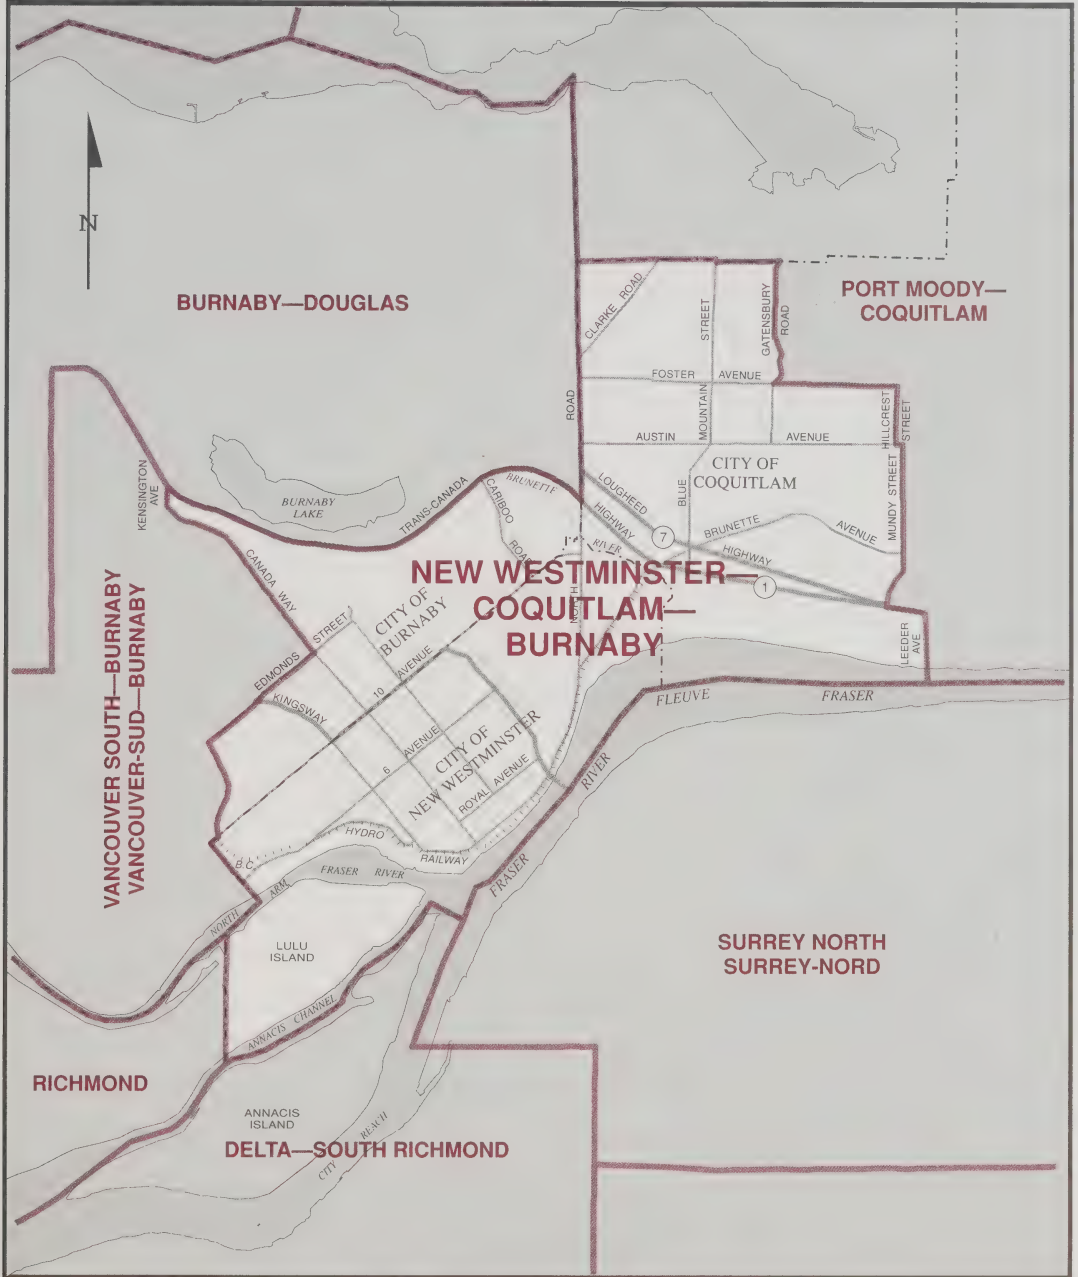 N
BURNABY—DOUGLAS
PORT MOODY—
COQUITLAM
CLARKE ROAD
STREET
GATENSBURY
ROAD
FOSTER AVENUE
ROAD
MOUNTAIN
HILLCREST
STREET
AUSTIN AVENUE
CITY OF
COQUITLAM
KENSINGTON
AVE
BURNABY
LAKE
TRANS-CANADA
BRUNETTE
CARIBOO
ROAD
LOUGHEED
HIGHWAY
7
BLUE
BRUNETTE AVENUE
MUNDY STREET
RIVER
HIGHWAY
1
CANADA WAY
NEW WESTMINSTER—
COQUITLAM—
BURNABY
NORTH
CITY OF
BURNABY
LEEDER
AVE
EDMONDS STREET
KINGSWAY
10 AVENUE
VANCOUVER SOUTH—BURNABY
VANCOUVER-SUD—BURNABY
FLEUVE FRASER
6 AVENUE
CITY OF
NEW WESTMINSTER
ROYAL AVENUE
FRASER RIVER
B.C. HYDRO RAILWAY
NORTH ARM FRASER RIVER
LULU
ISLAND
ANNACIS CHANNEL
SURREY NORTH
SURREY-NORD
RICHMOND
ANNACIS
ISLAND
DELTA—SOUTH RICHMOND
CITY REACH